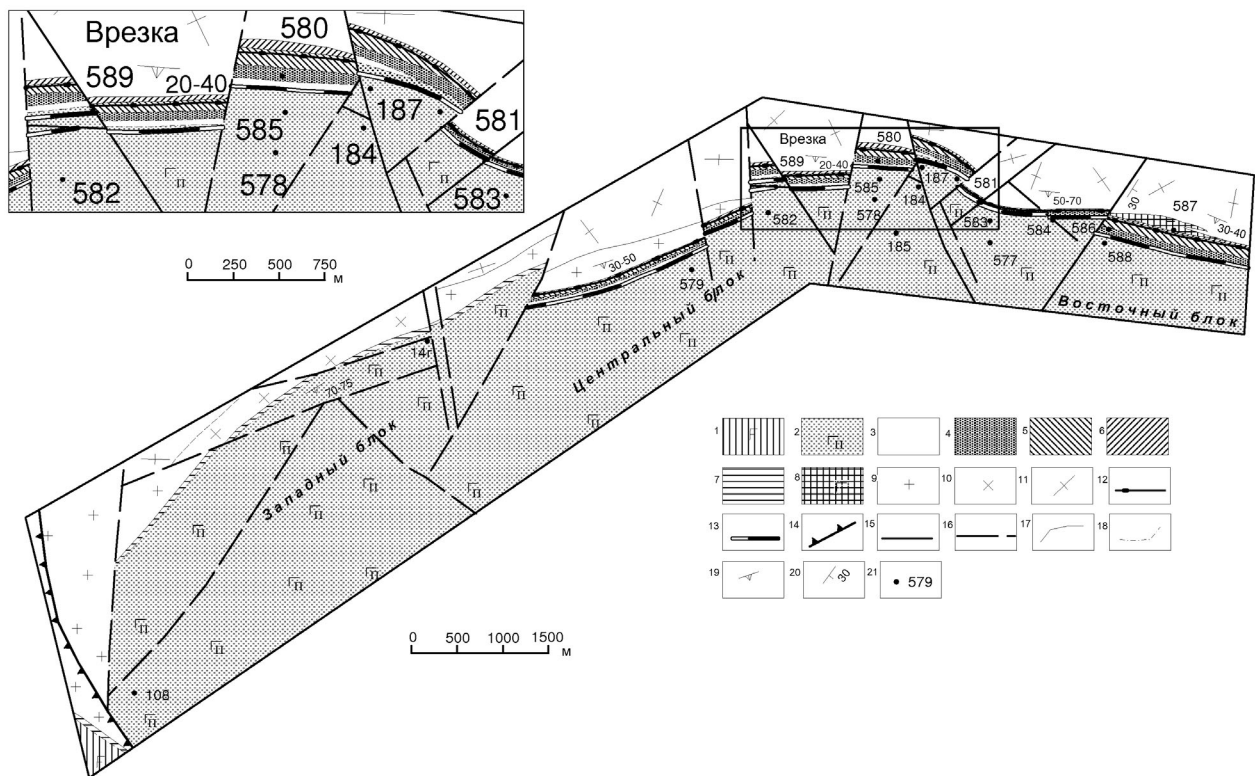 Врезка
580
589
20-40
187
581
585
184
582
П
578
583
0 250 500 750
м
Врезка
580
589
20-40
187
581
585
582
П
578
184
П
583
185
577
50-70
584
586
30
587
30-40
588
П
П
Восточный блок
30-50
579
П
Центральный блок
14г
70-75
П
Западный блок
П
108
П
Г
0 500 1000 1500
м
1 Г 2 П 3 4 5 6
7 8 Г 9 10 11 12
13 14 15 16 17 18
19 20 30 21 579